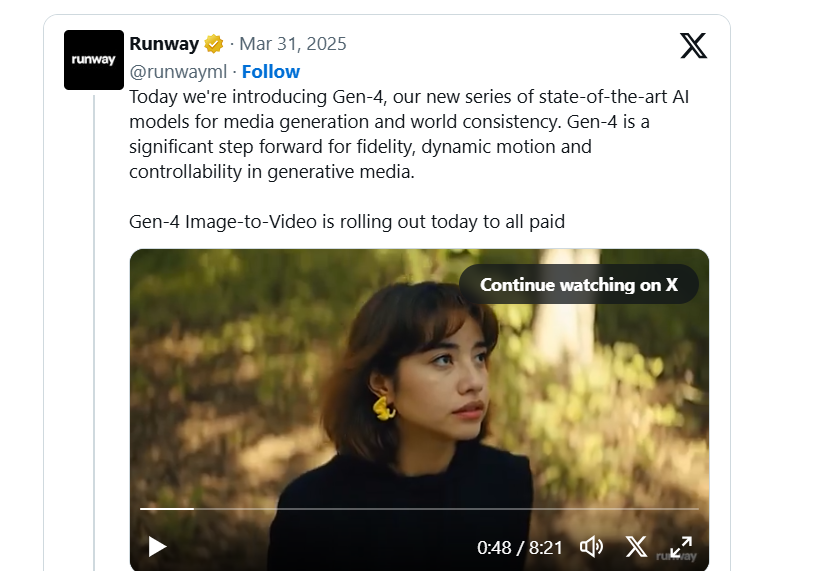 runway
Runway · Mar 31, 2025
@runwayml · Follow
Today we're introducing Gen-4, our new series of state-of-the-art AI
models for media generation and world consistency. Gen-4 is a
significant step forward for fidelity, dynamic motion and
controllability in generative media.
Gen-4 Image-to-Video is rolling out today to all paid
Continue watching on X
0:48 / 8:21
runway